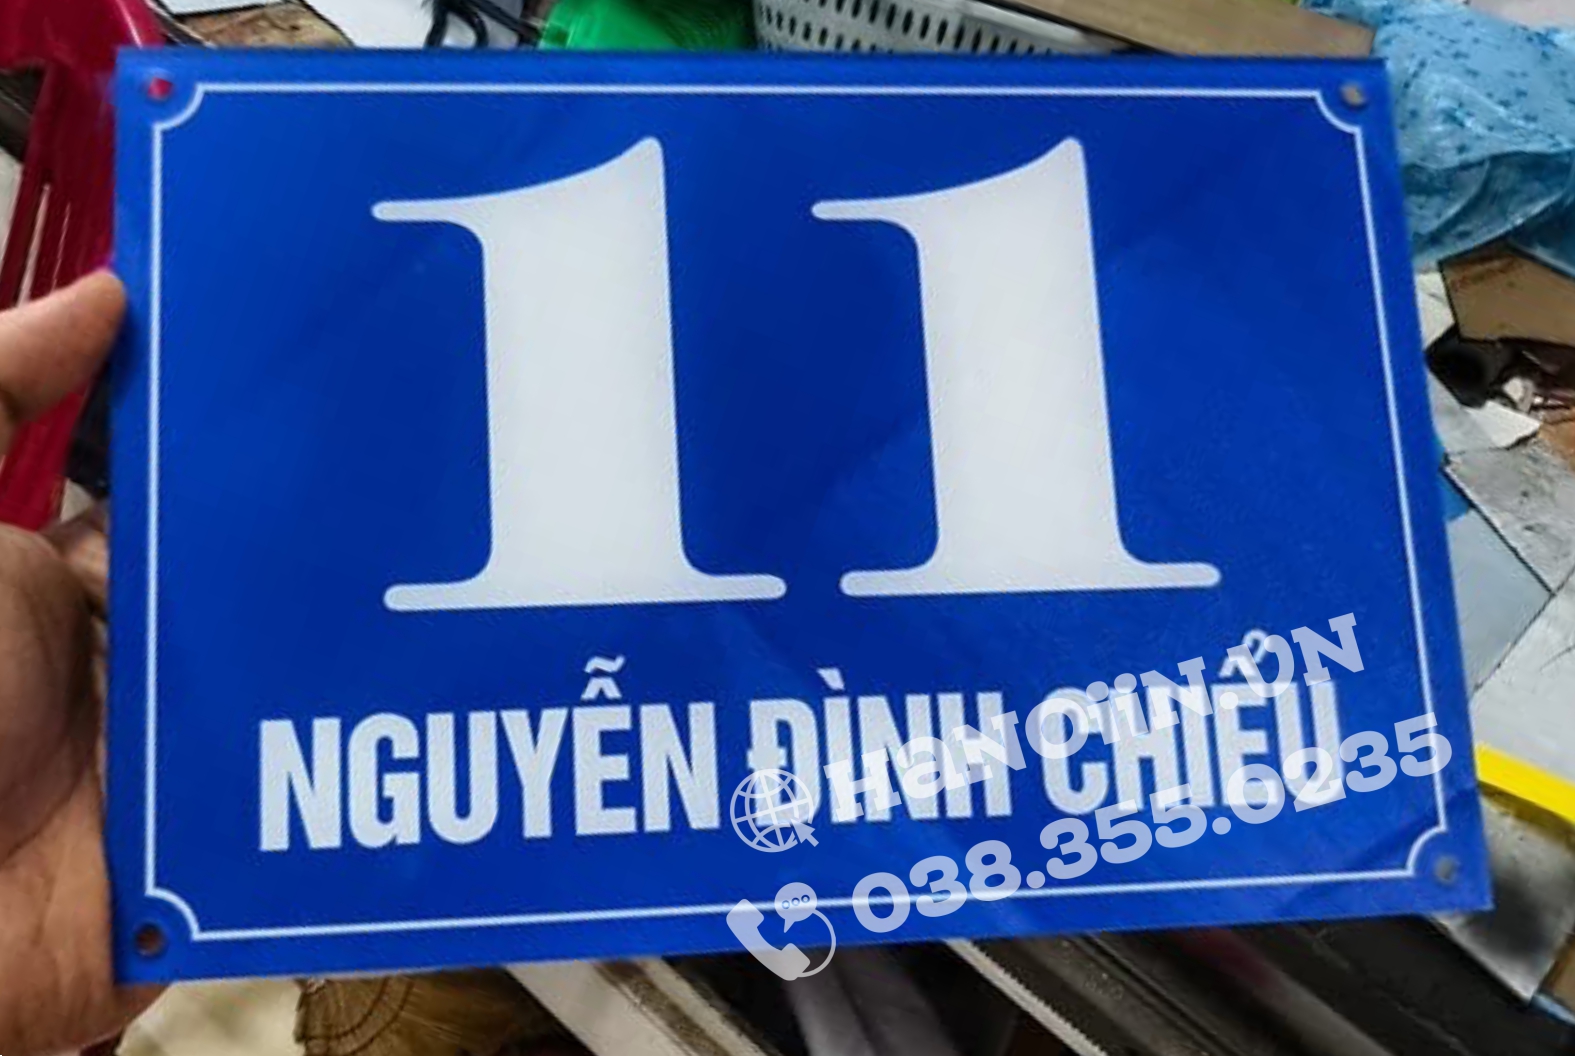 11
NGUYỄN ĐÌNH CHIỂU
HaNOiiN.VN
038.355.0235